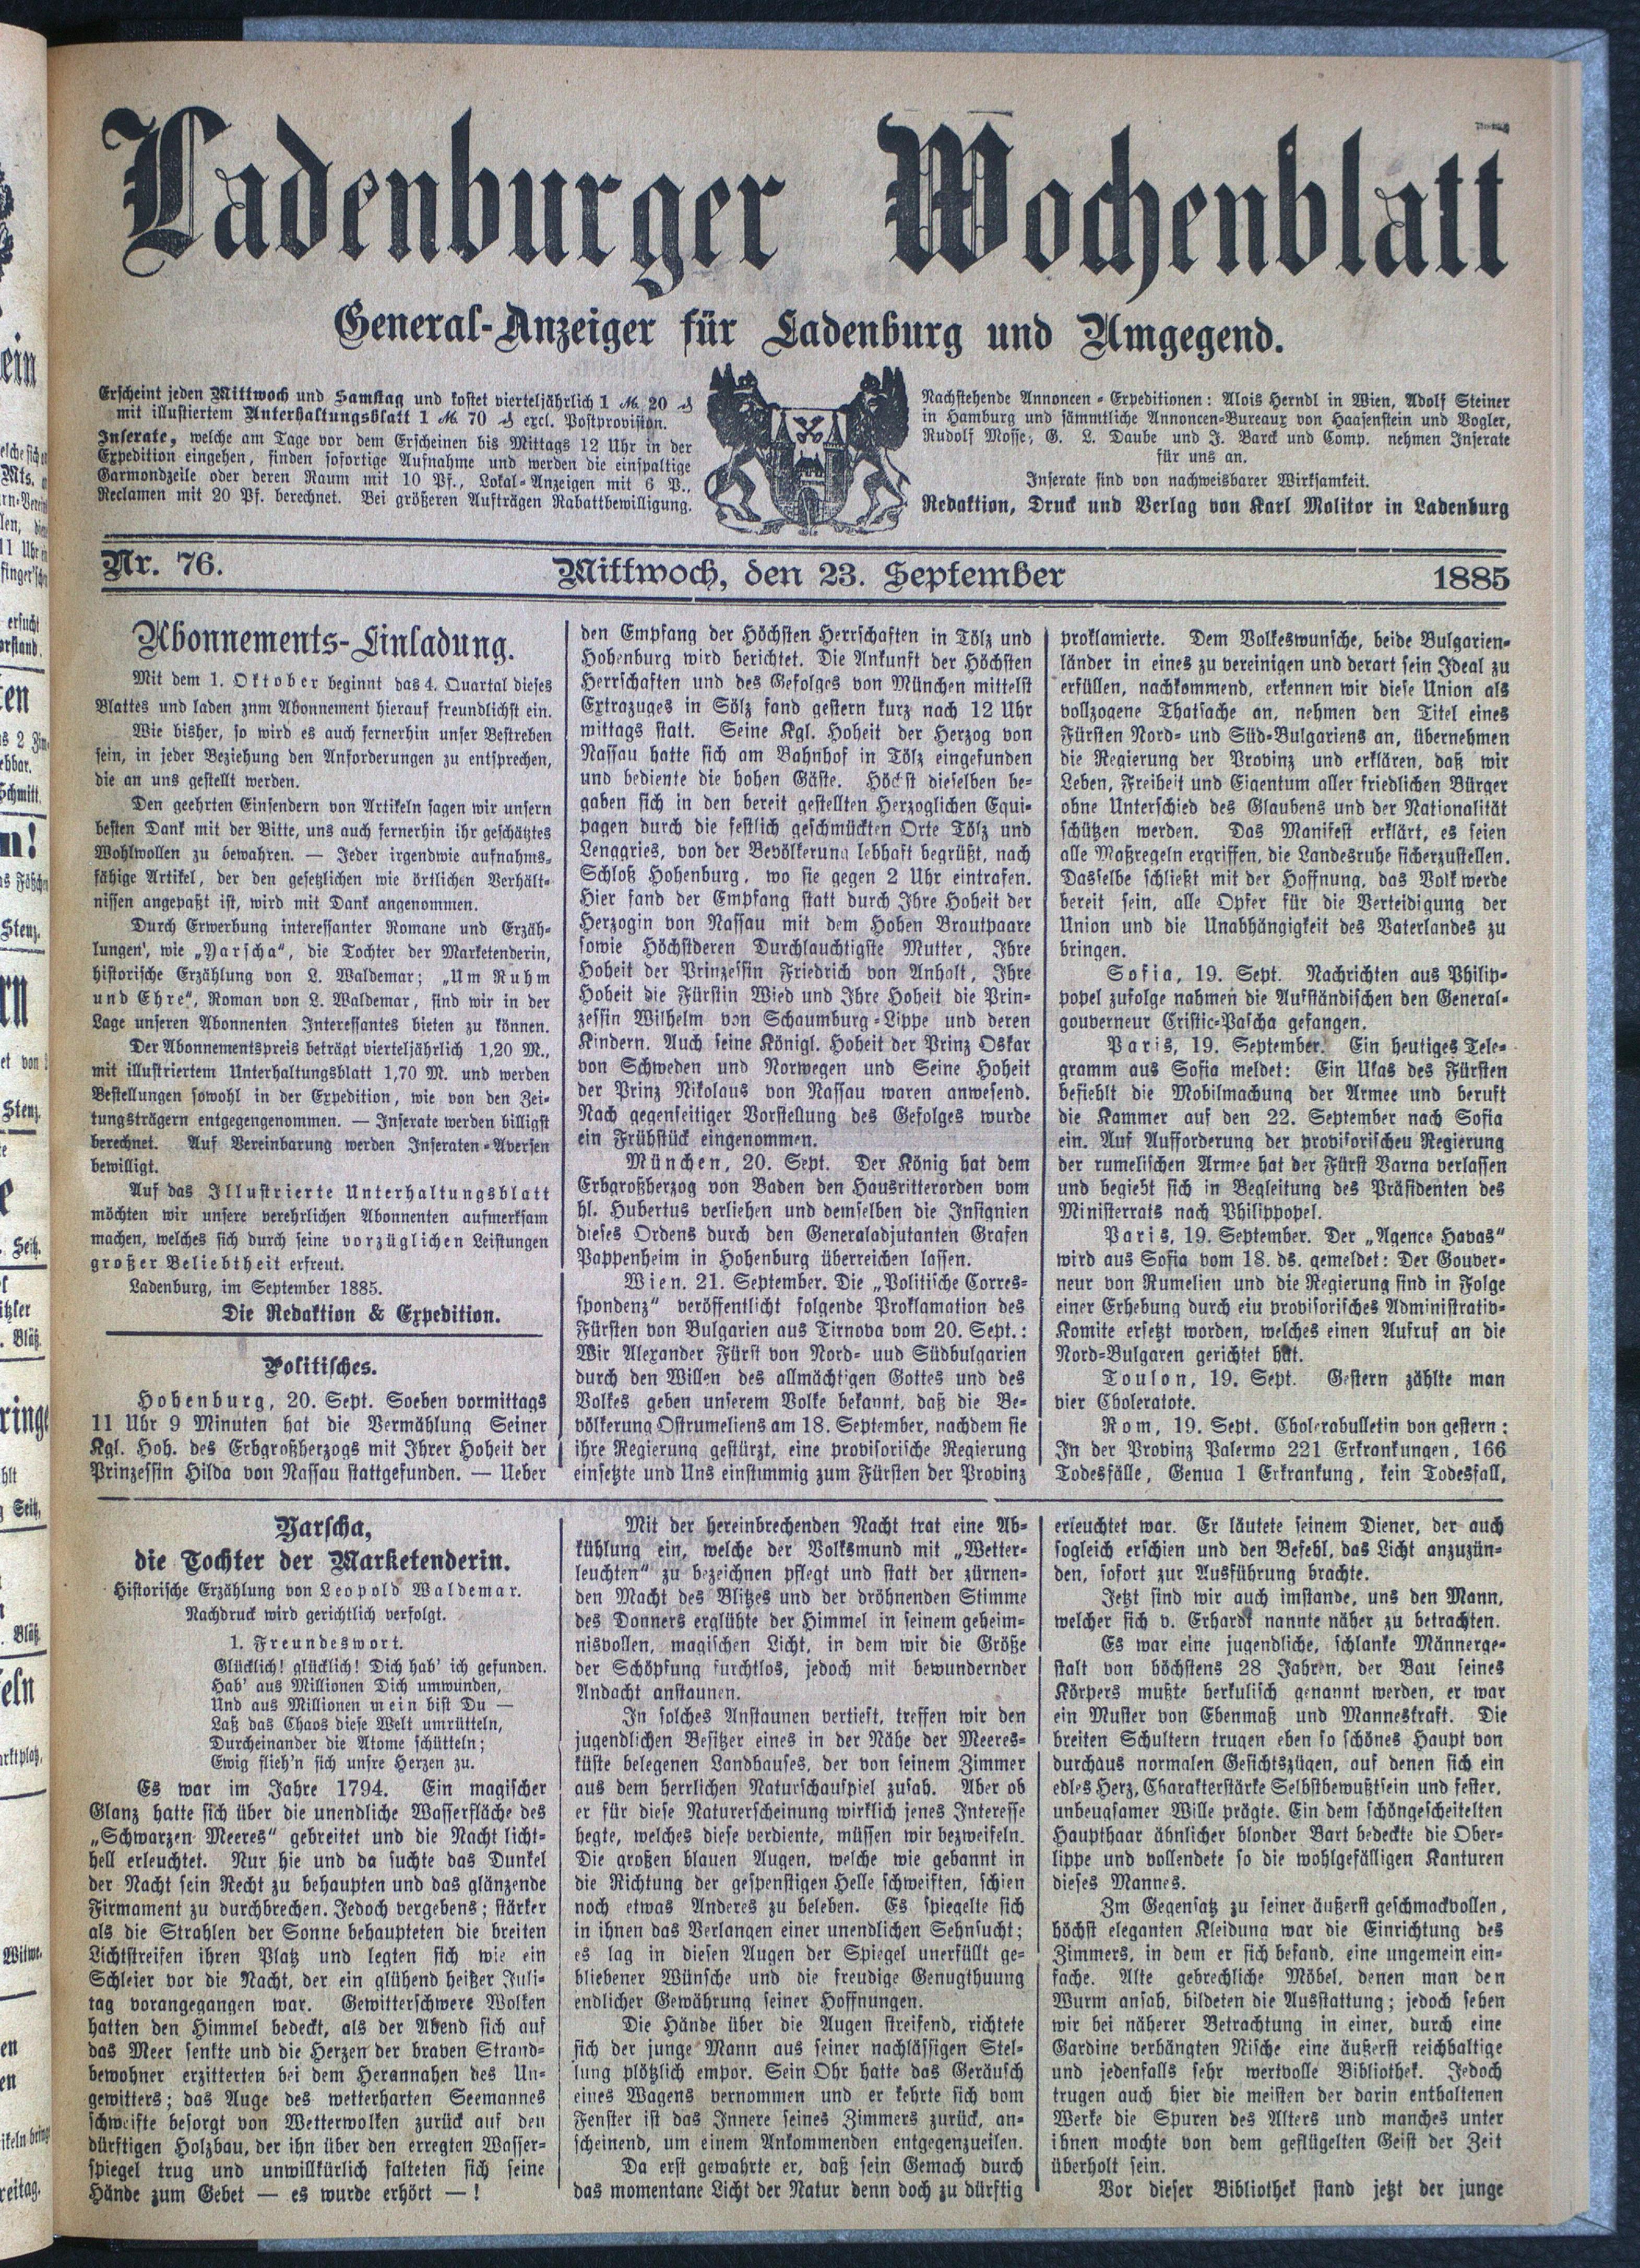 Ladenburger Wochenblatt
General-Anzeiger für Ladenburg und Umgegend.
Erscheint jeden Mittwoch und Samstag und kostet vierteljährlich 1 ℳ 20 ₰
mit illustriertem Unterhaltungsblatt 1 ℳ 70 ₰ excl. Postprovision.
Inserate, welche am Tage vor dem Erscheinen bis Mittags 12 Uhr in der
Expedition eingehen, finden sofortige Aufnahme und werden die einspaltige
Garmondzeile oder deren Raum mit 10 Pf., Lokal-Anzeigen mit 6 P.,
Reclamen mit 20 Pf. berechnet. Bei größeren Aufträgen Rabattbewilligung.
Nachstehende Annoncen-Expeditionen: Alois Herndl in Wien, Adolf Steiner
in Hamburg und sämmtliche Annoncen-Bureaux von Haasenstein und Vogler,
Rudolf Mosse, G. L. Daube und J. Barck und Comp. nehmen Inserate
für uns an.
Inserate sind von nachweisbarer Wirksamkeit.
Redaktion, Druck und Verlag von Karl Molitor in Ladenburg
Nr. 76.
Mittwoch, den 23. September
1885
Abonnements-Einladung.
Mit dem 1. Oktober beginnt das 4. Quartal dieses
Blattes und laden znm Abonnement hierauf freundlichst ein.
Wie bisher, so wird es auch fernerhin unser Bestreben
sein, in jeder Beziehung den Anforderungen zu entsprechen,
die an uns gestellt werden.
Den geehrten Einsendern von Artikeln sagen wir unsern
besten Dank mit der Bitte, uns auch fernerhin ihr geschätztes
Wohlwollen zu bewahren. — Jeder irgendwie aufnahms-
fähige Artikel, der den gesetzlichen wie örtlichen Verhält-
nissen angepaßt ist, wird mit Dank angenommen.
Durch Erwerbung interessanter Romane und Erzäh-
lungen', wie „Yarscha“, die Tochter der Marketenderin,
historische Erzählung von L. Waldemar; „Um Ruhm
und Ehre“, Roman von L. Waldemar, sind wir in der
Lage unseren Abonnenten Interessantes bieten zu können.
Der Abonnementspreis beträgt vierteljährlich 1,20 M.,
mit illustriertem Unterhaltungsblatt 1,70 M. und werden
Bestellungen sowohl in der Expedition, wie von den Zei-
tungsträgern entgegengenommen. — Inserate werden billigst
berechnet. Auf Vereinbarung werden Inseraten-Aversen
bewilligt.
Auf das Illustrierte Unterhaltungsblatt
möchten wir unsere verehrlichen Abonnenten aufmerksam
machen, welches sich durch seine vorzüglichen Leistungen
großer Beliebtheit erfreut.
Ladenburg, im September 1885.
Die Redaktion & Expedition.
Politisches.
Hohenburg, 20. Sept. Soeben vormittags
11 Uhr 9 Minuten hat die Vermählung Seiner
Kgl. Hoh. des Erbgroßherzogs mit Ihrer Hoheit der
Prinzessin Hilda von Nassau stattgefunden. — Ueber
den Empfang der Höchsten Herrschaften in Tölz und
Hohenburg wird berichtet. Die Ankunft der Höchsten
Herrschaften und des Gefolges von München mittelst
Extrazuges in Sölz fand gestern kurz nach 12 Uhr
mittags statt. Seine Kgl. Hoheit der Herzog von
Nassau hatte sich am Bahnhof in Tölz eingefunden
und bediente die hohen Gäste. Höchst dieselben be-
gaben sich in den bereit gestellten Herzoglichen Equi-
pagen durch die festlich geschmückten Orte Tölz und
Lenggries, von der Bevölkerung lebhaft begrüßt, nach
Schloß Hohenburg, wo sie gegen 2 Uhr eintrafen.
Hier fand der Empfang statt durch Ihre Hoheit der
Herzogin von Nassau mit dem Hohen Brautpaare
sowie Höchstderen Durchlauchtigste Mutter, Ihre
Hoheit der Prinzessin Friedrich von Anholt, Ihre
Hoheit die Fürstin Wied und Ihre Hoheit die Prin-
zessin Wilhelm von Schaumburg-Lippe und deren
Kindern. Auch seine Königl. Hoheit der Prinz Oskar
von Schweden und Norwegen und Seine Hoheit
der Prinz Nikolaus von Nassau waren anwesend.
Nach gegenseitiger Vorstellung des Gefolges wurde
ein Frühstück eingenommen.
München, 20. Sept. Der König hat dem
Erbgroßherzog von Baden den Hausritterorden vom
hl. Hubertus verliehen und demselben die Insignien
dieses Ordens durch den Generaladjutanten Grafen
Pappenheim in Hohenburg überreichen lassen.
Wien, 21. September. Die „Politische Corres-
spondenz“ veröffentlicht folgende Proklamation des
Fürsten von Bulgarien aus Tirnova vom 20. Sept.:
Wir Alexander Fürst von Nord- und Südbulgarien
durch den Willen des allmächtigen Gottes und des
Volkes geben unserem Volke bekannt, daß die Be-
völkerung Ostrumeliens am 18. September, nachdem sie
ihre Regierung gestürzt, eine provisorische Regierung
einsetzte und Uns einstimmig zum Fürsten der Provinz
proklamierte. Dem Volkeswunsche, beide Bulgarien-
länder in eines zu vereinigen und derart sein Ideal zu
erfüllen, nachkommend, erkennen wir diese Union als
vollzogene Thatsache an, nehmen den Titel eines
Fürsten Nord- und Süd-Bulgariens an, übernehmen
die Regierung der Provinz und erklären, daß wir
Leben, Freiheit und Eigentum aller friedlichen Bürger
ohne Unterschied des Glaubens und der Nationalität
schützen werden. Das Manifest erklärt, es seien
alle Maßregeln ergriffen, die Landesruhe sicherzustellen.
Dasselbe schließt mit der Hoffnung, das Volk werde
bereit sein, alle Opfer für die Verteidigung der
Union und die Unabhängigkeit des Vaterlandes zu
bringen.
Sofia, 19. Sept. Nachrichten aus Philip-
popel zufolge nahmen die Aufständischen den General-
gouverneur Cristic-Pascha gefangen.
Paris, 19. September. Ein heutiges Tele-
gramm aus Sofia meldet: Ein Ukas des Fürsten
befiehlt die Mobilmachung der Armee und beruft
die Kammer auf den 22. September nach Sofia
ein. Auf Aufforderung der provisorischeu Regierung
der rumelischen Armee hat der Fürst Varna verlassen
und begiebt sich in Begleitung des Präsidenten des
Ministerrats nach Philippopel.
Paris, 19. September. Der „Agence Havas“
wird aus Sofia vom 18. ds. gemeldet: Der Gouver-
neur von Rumelien und die Regierung sind in Folge
einer Erhebung durch eiu provisorisches Administrativ-
Komite ersetzt worden, welches einen Aufruf an die
Nord-Bulgaren gerichtet hat.
Toulon, 19. Sept. Gestern zählte man
vier Choleratote.
Rom, 19. Sept. Cholerabulletin von gestern:
In der Provinz Palermo 221 Erkrankungen, 166
Todesfälle, Genua 1 Erkrankung, kein Todesfall,
Yarscha,
die Tochter der Marketenderin.
Historische Erzählung von Leopold Waldemar.
Nachdruck wird gerichtlich verfolgt.
1. Freundeswort.
Glücklich! glücklich! Dich hab' ich gefunden.
Hab' aus Millionen Dich umwunden,
Und aus Millionen mein bist Du —
Laß das Chaos diese Welt umrütteln,
Durcheinander die Atome schütteln;
Ewig flieh'n sich unsre Herzen zu.
Es war im Jahre 1794. Ein magischer
Glanz hatte sich über die unendliche Wasserfläche des
„Schwarzen Meeres“ gebreitet und die Nacht licht-
hell erleuchtet. Nur hie und da suchte das Dunkel
der Nacht sein Recht zu behaupten und das glänzende
Firmament zu durchbrechen. Jedoch vergebens; stärker
als die Strahlen der Sonne behaupteten die breiten
Lichtstreifen ihren Platz und legten sich wie ein
Schleier vor die Nacht, der ein glühend heißer Juli-
tag vorangegangen war. Gewitterschwere Wolken
hatten den Himmel bedeckt, als der Abend sich auf
das Meer senkte und die Herzen der braven Strand-
bewohner erzitterten bei dem Herannahen des Un-
gewitters; das Auge des wetterharten Seemannes
schweifte besorgt von Wetterwolken zurück auf den
dürftigen Holzbau, der ihn über den erregten Wasser-
spiegel trug und unwillkürlich falteten sich seine
Hände zum Gebet — es wurde erhört — !
Mit der hereinbrechenden Nacht trat eine Ab-
kühlung ein, welche der Volksmund mit „Wetter-
leuchten“ zu bezeichnen pflegt und statt der zürnen-
den Macht des Blitzes und der dröhnenden Stimme
des Donners erglühte der Himmel in seinem geheim-
nisvollen, magischen Licht, in dem wir die Größe
der Schöpfung furchtlos, jedoch mit bewundernder
Andacht anstaunen.
In solches Anstaunen vertieft, treffen wir den
jugendlichen Besitzer eines in der Nähe der Meeres-
küste belegenen Landhauses, der von seinem Zimmer
aus dem herrlichen Naturschauspiel zusah. Aber ob
er für diese Naturerscheinung wirklich jenes Interesse
hegte, welches diese verdiente, müssen wir bezweifeln.
Die großen blauen Augen, welche wie gebannt in
die Richtung der gespenstigen Helle schweiften, schien
noch etwas Anderes zu beleben. Es spiegelte sich
in ihnen das Verlangen einer unendlichen Sehnsucht;
es lag in diesen Augen der Spiegel unerfüllt ge-
bliebener Wünsche und die freudige Genugthuung
endlicher Gewährung seiner Hoffnungen.
Die Hände über die Augen streifend, richtete
sich der junge Mann aus seiner nachlässigen Stel-
lung plötzlich empor. Sein Ohr hatte das Geräusch
eines Wagens vernommen und er kehrte sich vom
Fenster ist das Innere seines Zimmers zurück, an-
scheinend, um einem Ankommenden entgegenzueilen.
Da erst gewahrte er, daß sein Gemach durch
das momentane Licht der Natur denn doch zu dürftig
erleuchtet war. Er läutete seinem Diener, der auch
sogleich erschien und den Befehl, das Licht anzuzün-
den, sofort zur Ausführung brachte.
Jetzt sind wir auch imstande, uns den Mann,
welcher sich v. Erhardt nannte näher zu betrachten.
Es war eine jugendliche, schlanke Männerge-
stalt von höchstens 28 Jahren, der Bau seines
Körpers mußte herkulisch genannt werden, er war
ein Muster von Ebenmaß und Manneskraft. Die
breiten Schultern trugen eben so schönes Haupt von
durchaus normalen Gesichtszügen, auf denen sich ein
edles Herz, Charakterstärke Selbstbewußtsein und fester,
unbeugsamer Wille prägte. Ein dem schöngescheitelten
Haupthaar ähnlicher blonder Bart bedeckte die Ober-
lippe und vollendete so die wohlgefälligen Kanturen
dieses Mannes.
Im Gegensatz zu seiner äußerst geschmackvollen,
höchst eleganten Kleidung war die Einrichtung des
Zimmers, in dem er sich befand, eine ungemein ein-
fache. Alte gebrechliche Möbel, denen man den
Wurm ansah, bildeten die Ausstattung; jedoch sehen
wir bei näherer Betrachtung in einer, durch eine
Gardine verhängten Nische eine äußerst reichhaltige
und jedenfalls sehr wertvolle Bibliothek. Jedoch
trugen auch hier die meisten der darin enthaltenen
Werke die Spuren des Alters und manches unter
ihnen mochte von dem geflügelten Geist der Zeit
überholt sein.
Vor dieser Bibliothek stand jetzt der junge